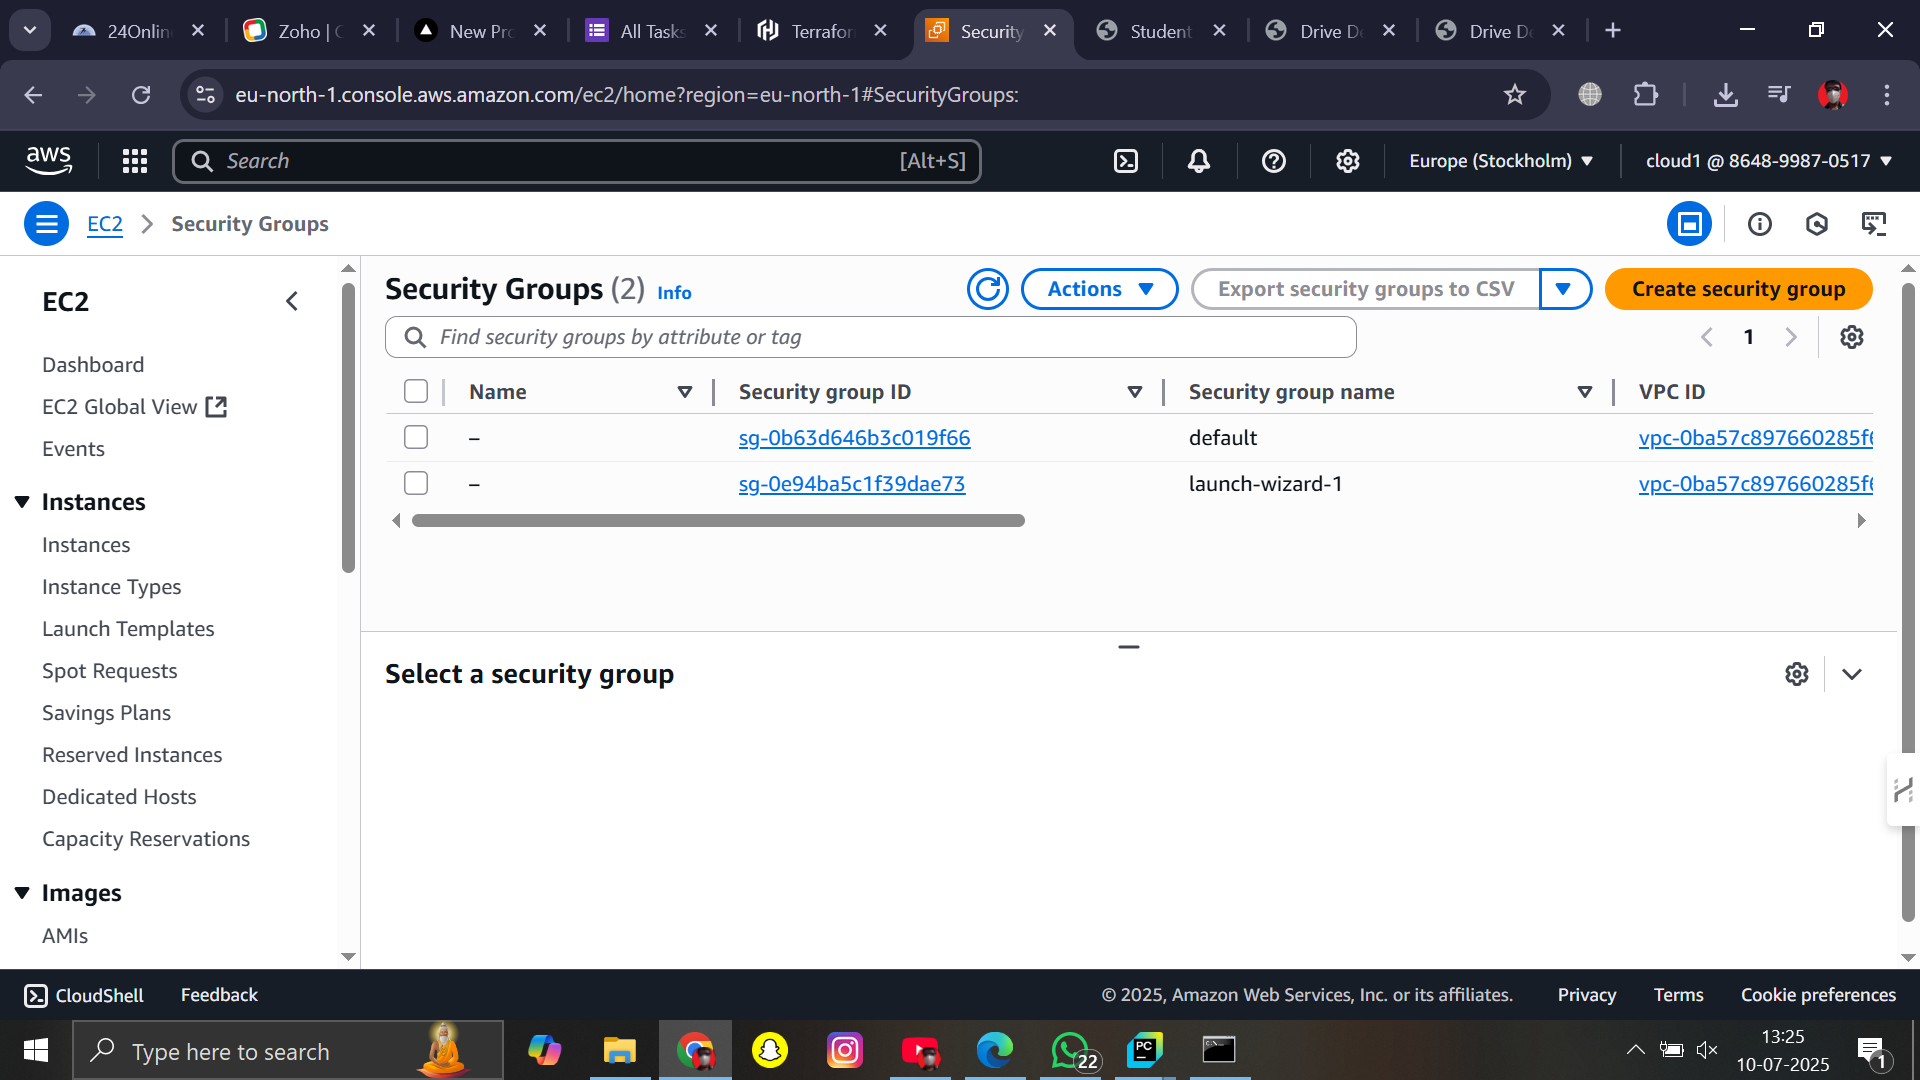 24Onlin
Zoho | C
New Pro
All Tasks
Terraform
Security
Student
Drive De
Drive De
eu-north-1.console.aws.amazon.com/ec2/home?region=eu-north-1#SecurityGroups:
aws
Search
[Alt+S]
Europe (Stockholm)
cloud1 @ 8648-9987-0517
EC2
Security Groups
EC2
Dashboard
EC2 Global View
Events
Instances
Instances
Instance Types
Launch Templates
Spot Requests
Savings Plans
Reserved Instances
Dedicated Hosts
Capacity Reservations
Images
AMIs
Security Groups (2) Info
Actions
Export security groups to CSV
Create security group
Find security groups by attribute or tag
1
Name Security group ID Security group name VPC ID
– sg-0b63d646b3c019f66 default vpc-0ba57c897660285f6
– sg-0e94ba5c1f39dae73 launch-wizard-1 vpc-0ba57c897660285f6
Select a security group
CloudShell Feedback
© 2025, Amazon Web Services, Inc. or its affiliates. Privacy Terms Cookie preferences
Type here to search
22
PC
13:25
10-07-2025
1